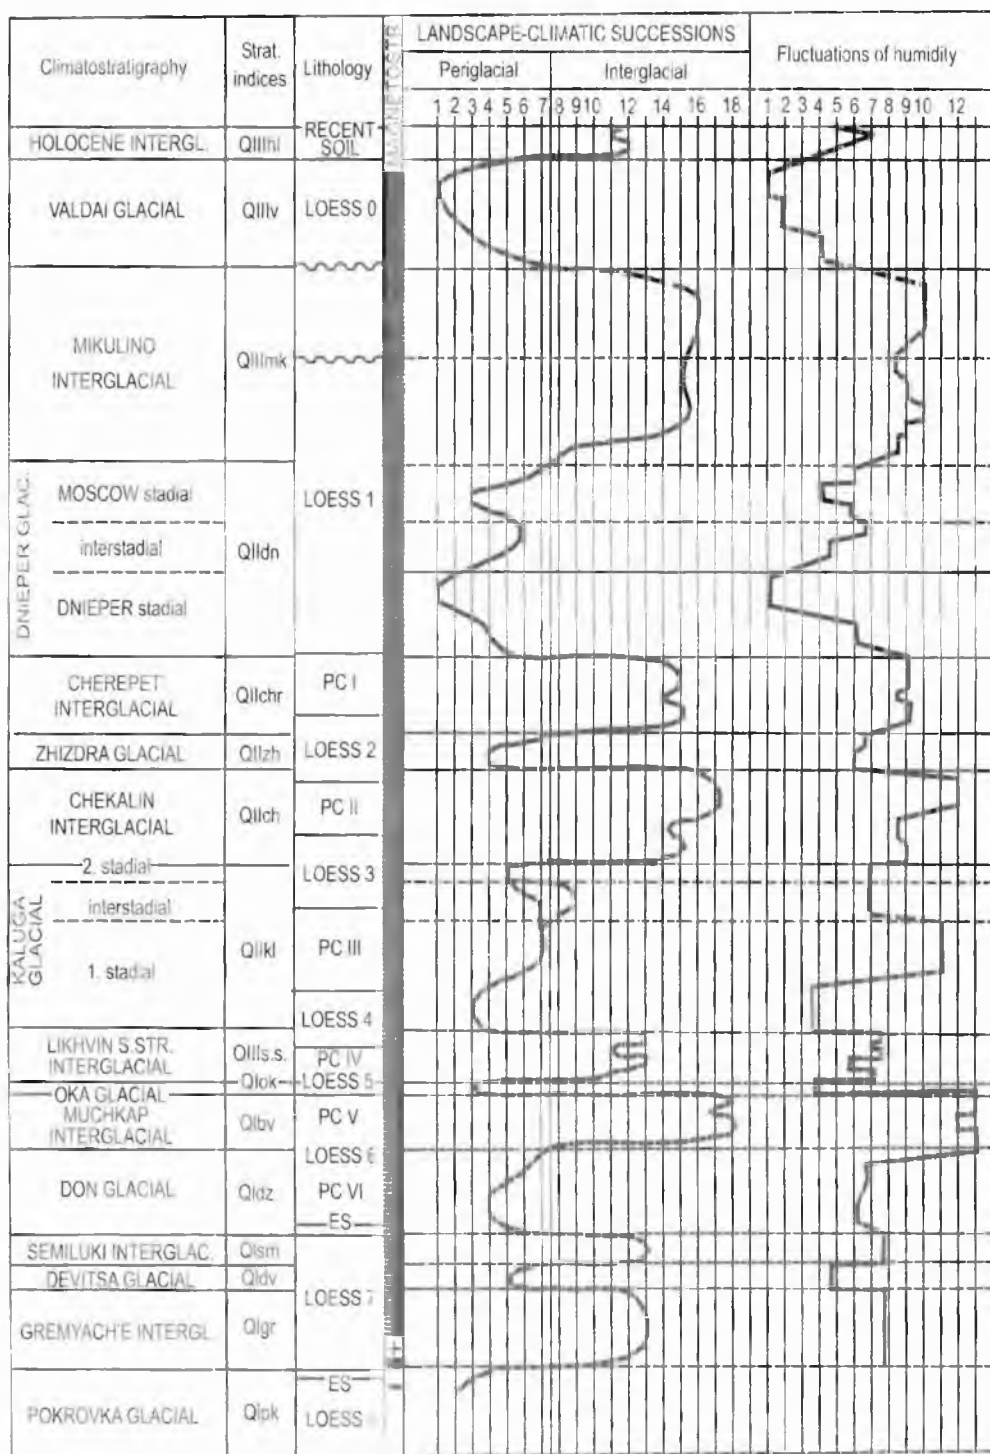 LANDSCAPE-CLIMATIC SUCCESSIONS
Climatostratigraphy
Strat.
indices
Lithology
MAGNETOSTR
Periglacial
Interglacial
Fluctuations of humidity
1 2 3 4 5 6 7 8 9 10 12 14 16 18
1 2 3 4 5 6 7 8 9 10 12
HOLOCENE INTERGL.
QIIIhl
RECENT
SOIL
VALDAI GLACIAL
QIIIv
LOESS 0
MIKULINO
INTERGLACIAL
QIIImk
DNIEPER GLAC.
MOSCOW stadial
interstadial
DNIEPER stadial
QIIdn
LOESS 1
CHEREPET
INTERGLACIAL
QIIchr
PC I
ZHIZDRA GLACIAL
QIIzh
LOESS 2
CHEKALIN
INTERGLACIAL
QIIch
PC II
KALUGA
GLACIAL
2. stadial
interstadial
1. stadial
QIIkl
LOESS 3
PC III
LOESS 4
LIKHVIN S.STR.
INTERGLACIAL
QIIIs.s.
PC IV
OKA GLACIAL
QIok
LOESS 5
MUCHKAP
INTERGLACIAL
QIbv
PC V
LOESS 6
DON GLACIAL
QIdz
PC VI
ES
SEMILUKI INTERGLAC.
QIsm
DEVITSA GLACIAL
QIdv
LOESS 7
GREMYACH'E INTERGL.
QIgr
ES
POKROVKA GLACIAL
QIpk
LOESS